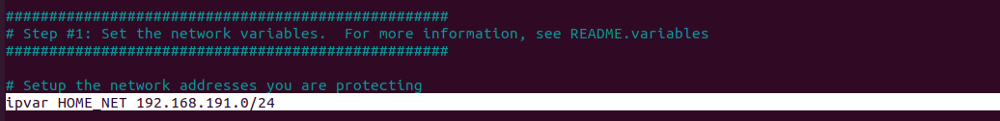 ###################################################
# Step #1: Set the network variables.  For more information, see README.variables
###################################################
# Setup the network addresses you are protecting
ipvar HOME_NET 192.168.191.0/24